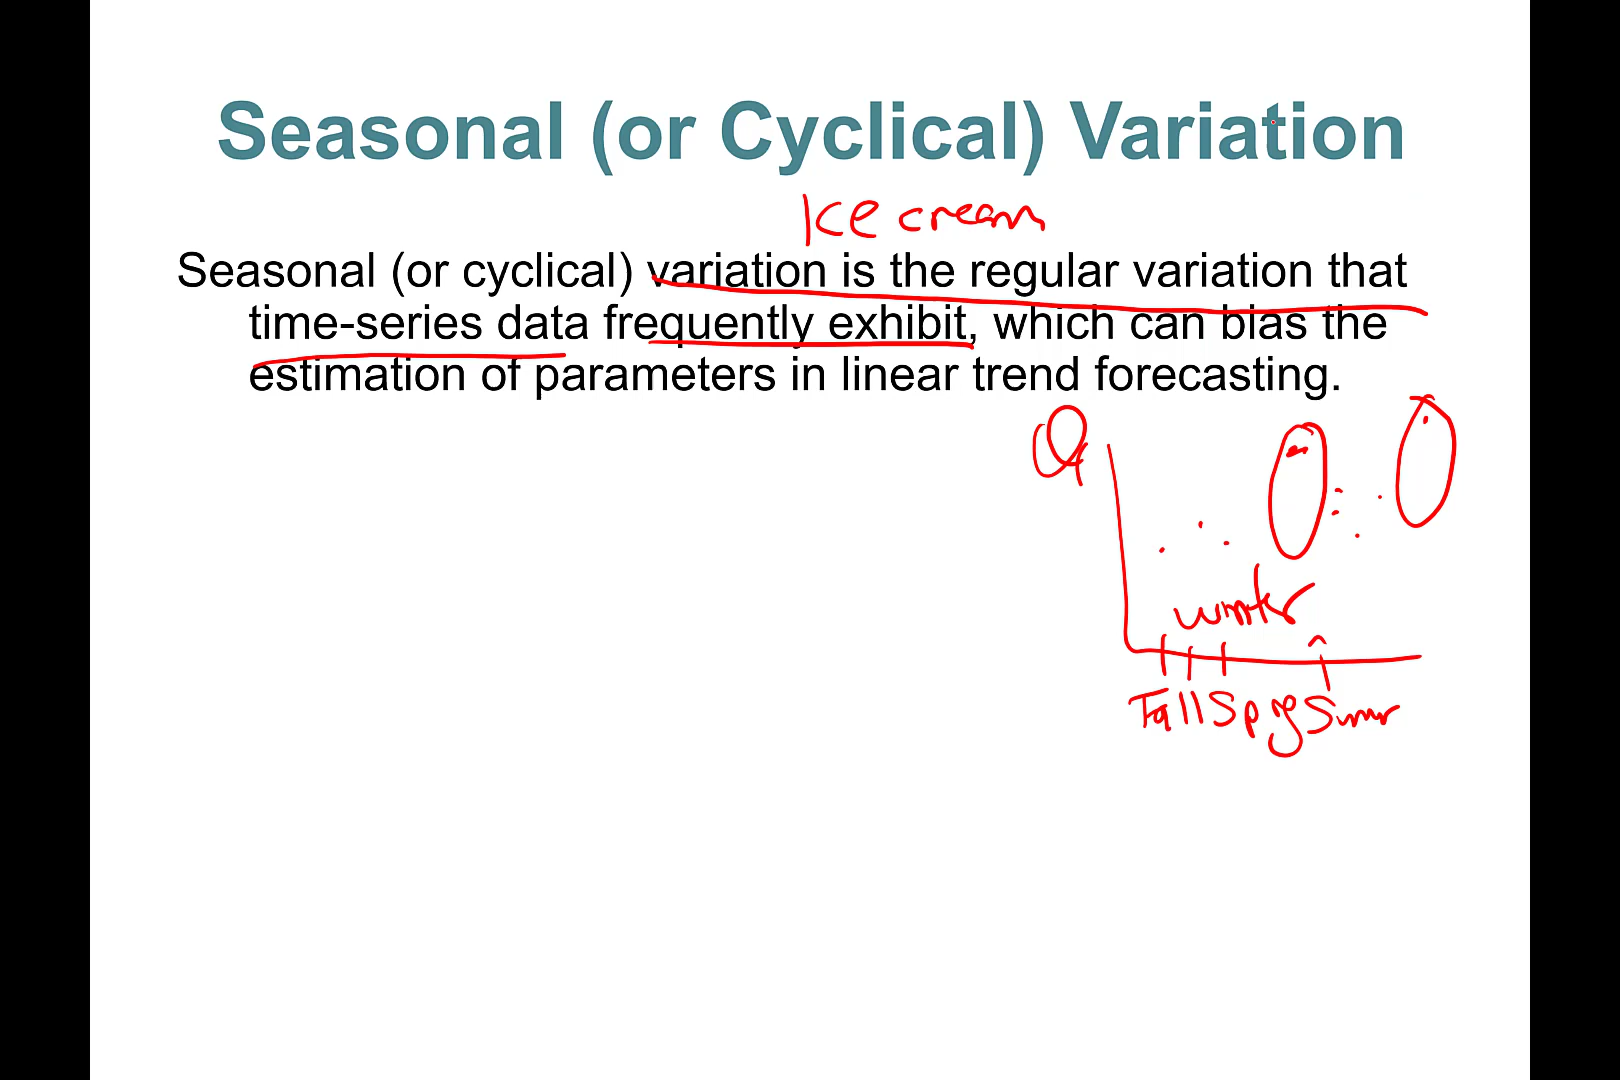 Seasonal (or Cyclical) Variation
Ice cream
Seasonal (or cyclical) variation is the regular variation that
time-series data frequently exhibit, which can bias the
estimation of parameters in linear trend forecasting.
Q
winter
Fall Spg Summr